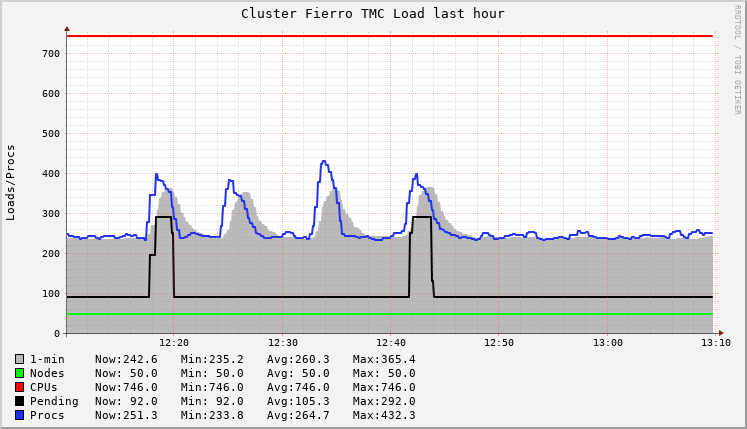 Cluster Fierro TMC Load last hour
RRDTOOL / TOBI OETIKER
Loads/Procs
700
600
500
400
300
200
100
0
12:20 12:30 12:40 12:50 13:00 13:10
1-min Now:242.6 Min:235.2 Avg:260.3 Max:365.4
Nodes Now: 50.0 Min: 50.0 Avg: 50.0 Max: 50.0
CPUs Now:746.0 Min:746.0 Avg:746.0 Max:746.0
Pending Now: 92.0 Min: 92.0 Avg:105.3 Max:292.0
Procs Now:251.3 Min:233.8 Avg:264.7 Max:432.3